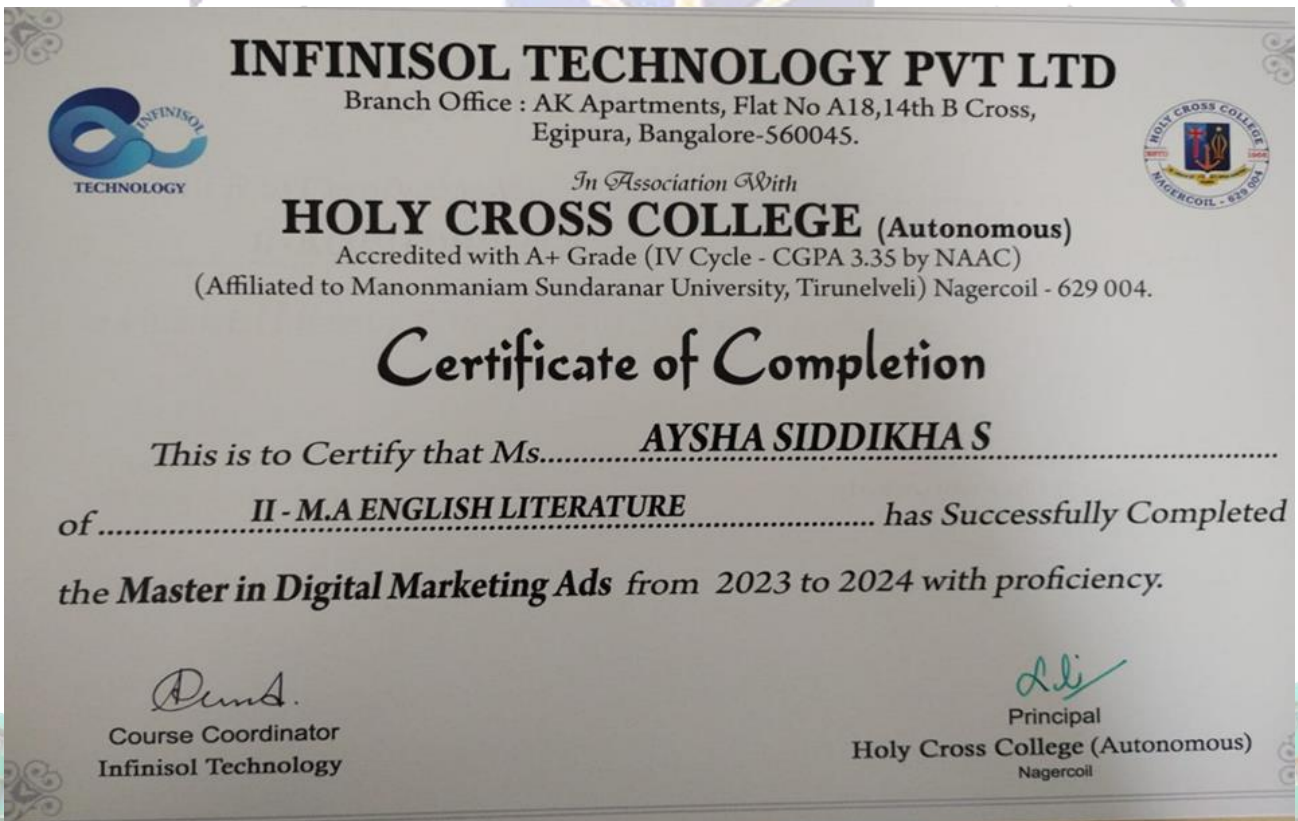 INFINISOL TECHNOLOGY PVT LTD
Branch Office : AK Apartments, Flat No A18,14th B Cross,
Egipura, Bangalore-560045.
INFINISOL
TECHNOLOGY
HOLY CROSS COLLEGE
NAGERCOIL - 629 004
In Association With
HOLY CROSS COLLEGE (Autonomous)
Accredited with A+ Grade (IV Cycle - CGPA 3.35 by NAAC)
(Affiliated to Manonmaniam Sundaranar University, Tirunelveli) Nagercoil - 629 004.
Certificate of Completion
This is to Certify that Ms. AYSHA SIDDIKHA S
of II - M.A ENGLISH LITERATURE has Successfully Completed
the Master in Digital Marketing Ads from 2023 to 2024 with proficiency.
Course Coordinator
Infinisol Technology
Principal
Holy Cross College (Autonomous)
Nagercoil